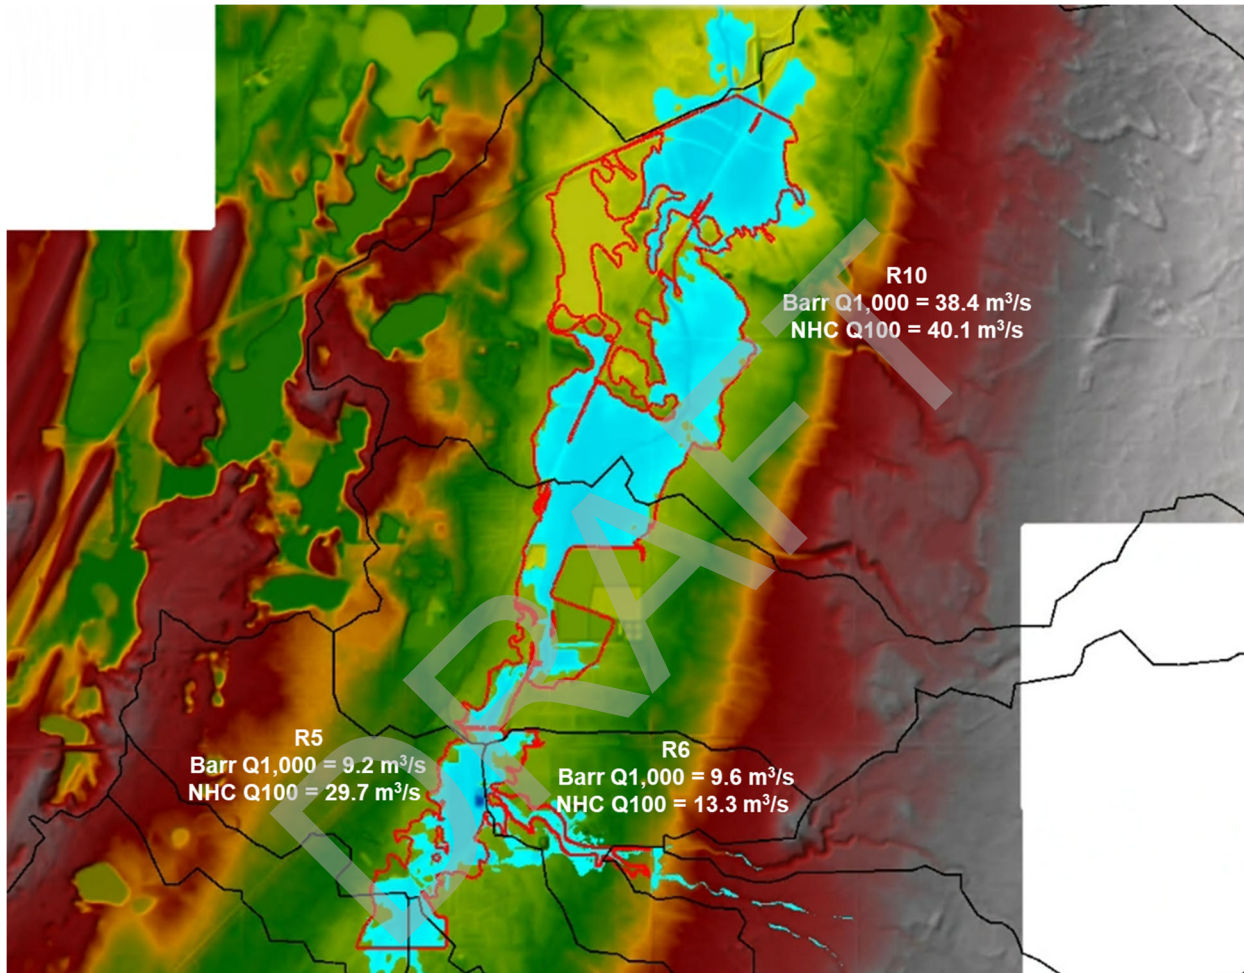 R10
Barr Q1,000 = 38.4 m³/s
NHC Q100 = 40.1 m³/s
R5
Barr Q1,000 = 9.2 m³/s
NHC Q100 = 29.7 m³/s
R6
Barr Q1,000 = 9.6 m³/s
NHC Q100 = 13.3 m³/s
DRAFT